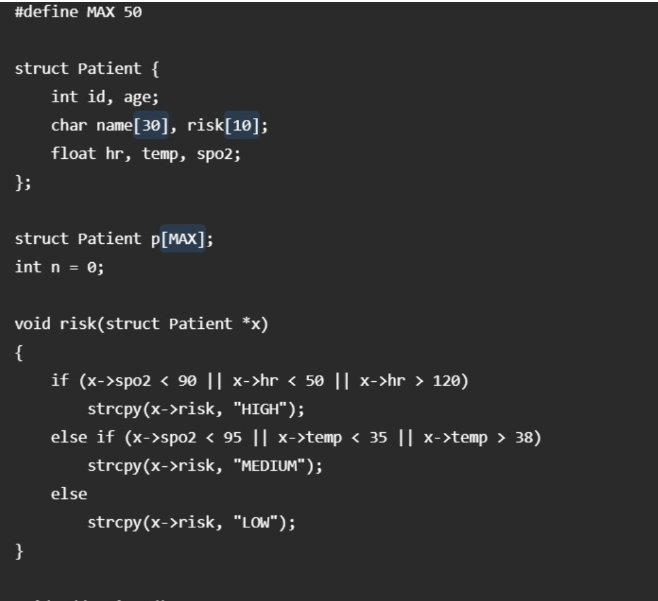 #define MAX 50
struct Patient {
    int id, age;
    char name[30], risk[10];
    float hr, temp, spo2;
};
struct Patient p[MAX];
int n = 0;
void risk(struct Patient *x)
{
    if (x->spo2 < 90 || x->hr < 50 || x->hr > 120)
        strcpy(x->risk, "HIGH");
    else if (x->spo2 < 95 || x->temp < 35 || x->temp > 38)
        strcpy(x->risk, "MEDIUM");
    else
        strcpy(x->risk, "LOW");
}